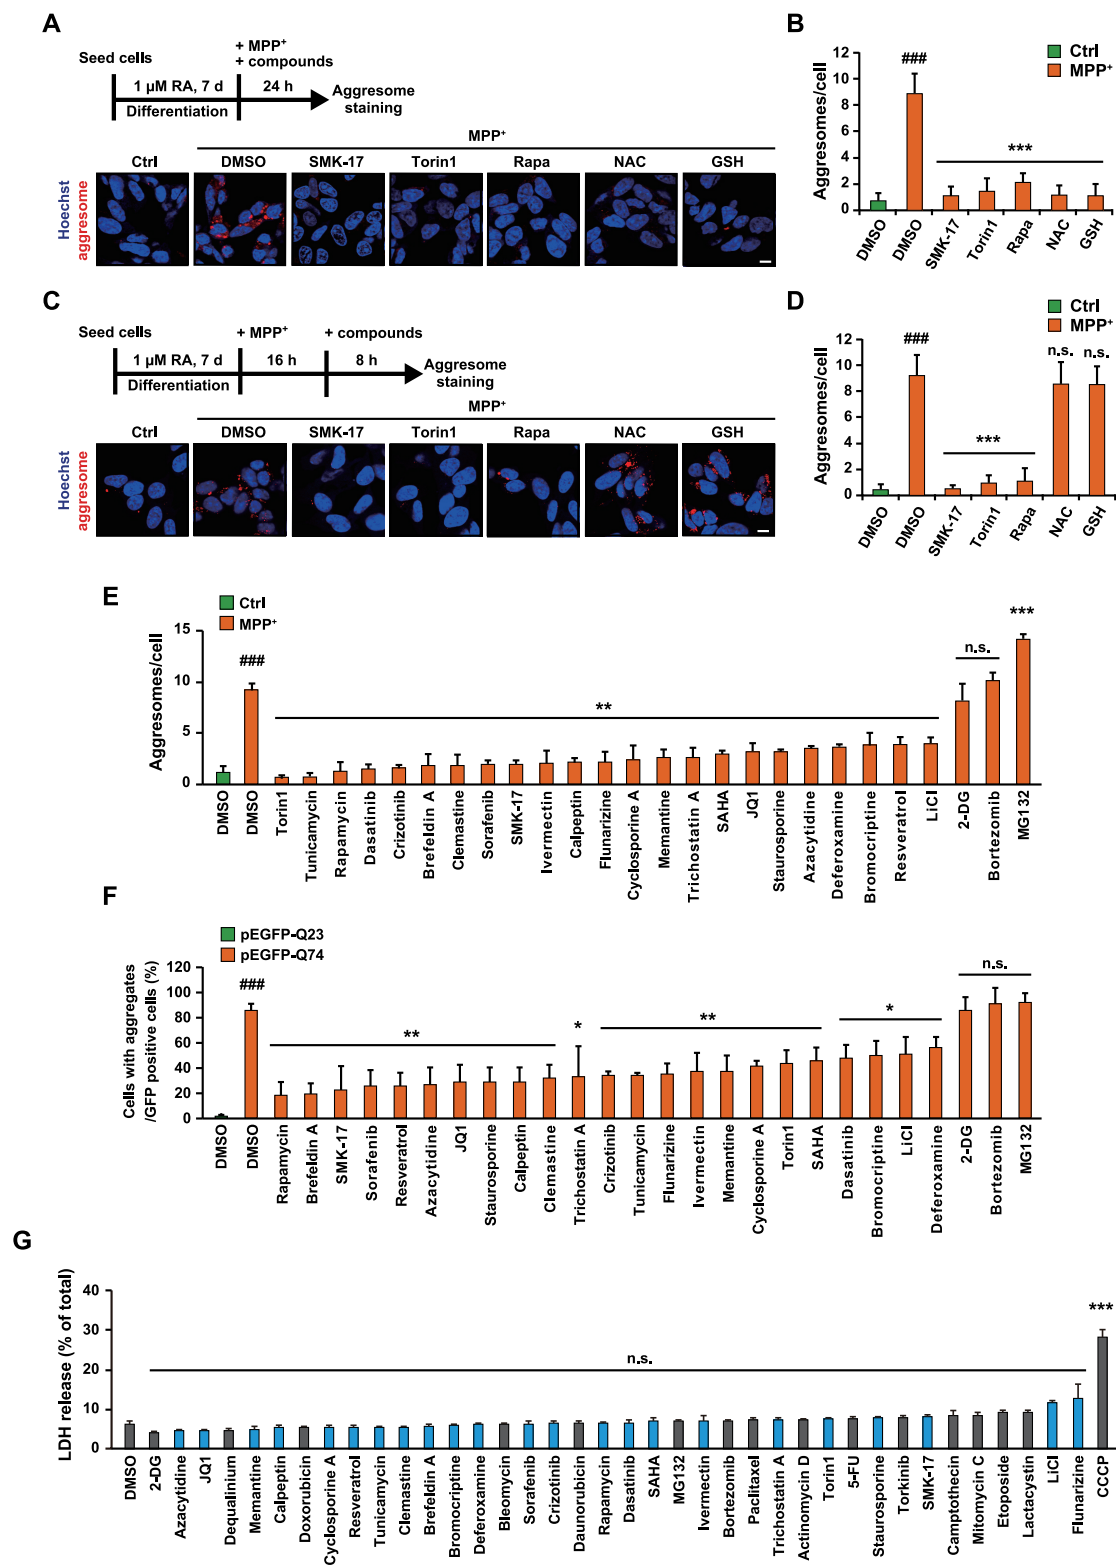 A
Seed cells
+ MPP⁺
+ compounds
1 µM RA, 7 d
24 h
Differentiation
Aggresome
staining
MPP⁺
Ctrl DMSO SMK-17 Torin1 Rapa NAC GSH
Hoechst
aggresome
B
Ctrl
MPP⁺
Aggresomes/cell
12
10
8
6
4
2
0
###
***
DMSO DMSO SMK-17 Torin1 Rapa NAC GSH
C
Seed cells
+ MPP⁺
+ compounds
1 µM RA, 7 d
16 h
8 h
Differentiation
Aggresome
staining
MPP⁺
Ctrl DMSO SMK-17 Torin1 Rapa NAC GSH
Hoechst
aggresome
D
Ctrl
MPP⁺
Aggresomes/cell
12
10
8
6
4
2
0
###
***
n.s.
n.s.
DMSO DMSO SMK-17 Torin1 Rapa NAC GSH
E
Ctrl
MPP⁺
Aggresomes/cell
15
10
5
0
###
**
n.s.
***
DMSO DMSO Torin1 Tunicamycin Rapamycin Dasatinib Crizotinib Brefeldin A Clemastine Sorafenib SMK-17 Ivermectin Calpeptin Flunarizine Cyclosporine A Memantine Trichostatin A SAHA JQ1 Staurosporine Azacytidine Deferoxamine Bromocriptine Resveratrol LiCl 2-DG Bortezomib MG132
F
pEGFP-Q23
pEGFP-Q74
Cells with aggregates
/GFP positive cells (%)
120
100
80
60
40
20
0
###
**
*
**
*
n.s.
DMSO DMSO Rapamycin Brefeldin A SMK-17 Sorafenib Resveratrol Azacytidine JQ1 Staurosporine Calpeptin Clemastine Trichostatin A Crizotinib Tunicamycin Flunarizine Ivermectin Memantine Cyclosporine A Torin1 SAHA Dasatinib Bromocriptine LiCl Deferoxamine 2-DG Bortezomib MG132
G
LDH release (% of total)
40
30
20
10
0
n.s.
***
DMSO 2-DG Azacytidine JQ1 Dequalinium Memantine Calpeptin Doxorubicin Cyclosporine A Resveratrol Tunicamycin Clemastine Brefeldin A Bromocriptine Deferoxamine Bleomycin Sorafenib Crizotinib Daunorubicin Rapamycin Dasatinib SAHA MG132 Ivermectin Bortezomib Paclitaxel Trichostatin A Actinomycin D Torin1 5-FU Staurosporine Torkinib SMK-17 Camptothecin Mitomycin C Etoposide Lactacystin LiCl Flunarizine CCCP